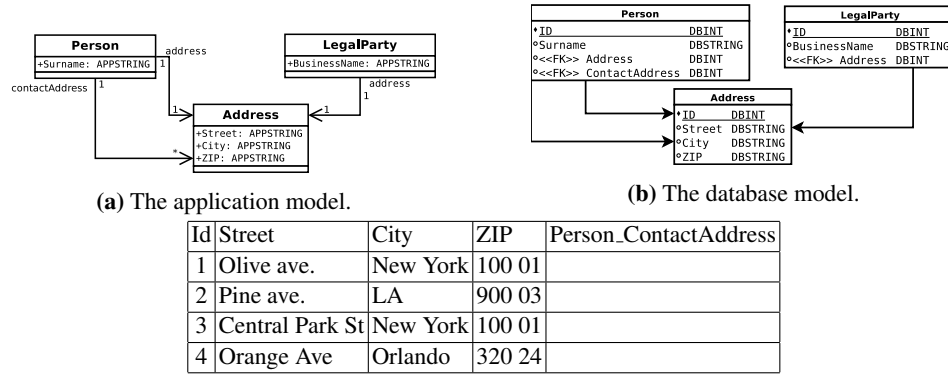 Person
+Surname: APPSTRING
address
1
contactAddress
1
LegalParty
+BusinessName: APPSTRING
address
1
1
1
*
Address
+Street: APPSTRING
+City: APPSTRING
+ZIP: APPSTRING
(a) The application model.
Person
ID DBINT
Surname DBSTRING
<<FK>> Address DBINT
<<FK>> ContactAddress DBINT
LegalParty
ID DBINT
BusinessName DBSTRING
<<FK>> Address DBINT
Address
ID DBINT
Street DBSTRING
City DBSTRING
ZIP DBSTRING
(b) The database model.
Id Street City ZIP Person_ContactAddress
1 Olive ave. New York 100 01
2 Pine ave. LA 900 03
3 Central Park St New York 100 01
4 Orange Ave Orlando 320 24